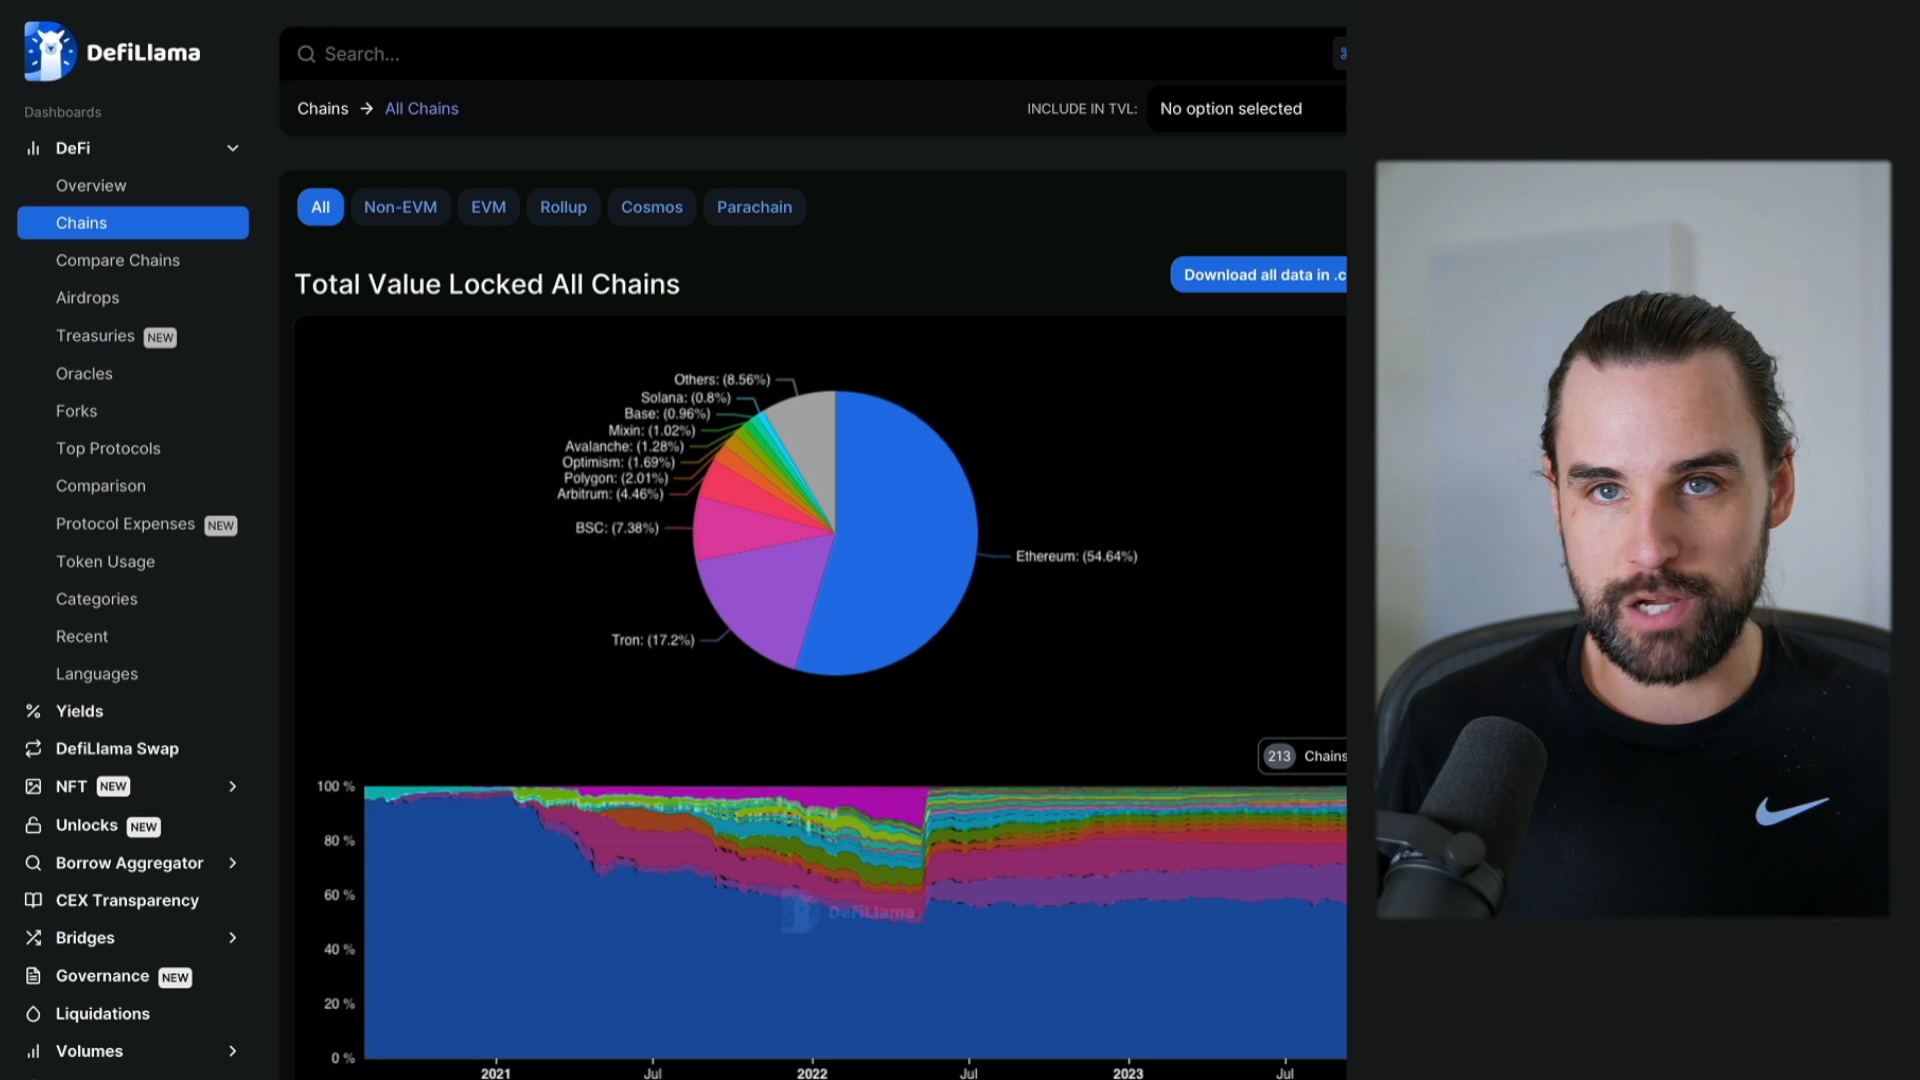 DefiLlama
Search...
Dashboards
Chains → All Chains
INCLUDE IN TVL: No option selected
DeFi
Overview
Chains
Compare Chains
Airdrops
Treasuries NEW
Oracles
Forks
Top Protocols
Comparison
Protocol Expenses NEW
Token Usage
Categories
Recent
Languages
Yields
DefiLlama Swap
NFT NEW
Unlocks NEW
Borrow Aggregator
CEX Transparency
Bridges
Governance NEW
Liquidations
Volumes
All Non-EVM EVM Rollup Cosmos Parachain
Total Value Locked All Chains
Download all data in .c
Others: (8.56%)
Solana: (0.8%)
Base: (0.96%)
Mixin: (1.02%)
Avalanche: (1.28%)
Optimism: (1.69%)
Polygon: (2.01%)
Arbitrum: (4.46%)
BSC: (7.38%)
Ethereum: (54.64%)
Tron: (17.2%)
213 Chains
100 %
80 %
60 %
DefiLlama
40 %
20 %
0 %
2021 Jul 2022 Jul 2023 Jul